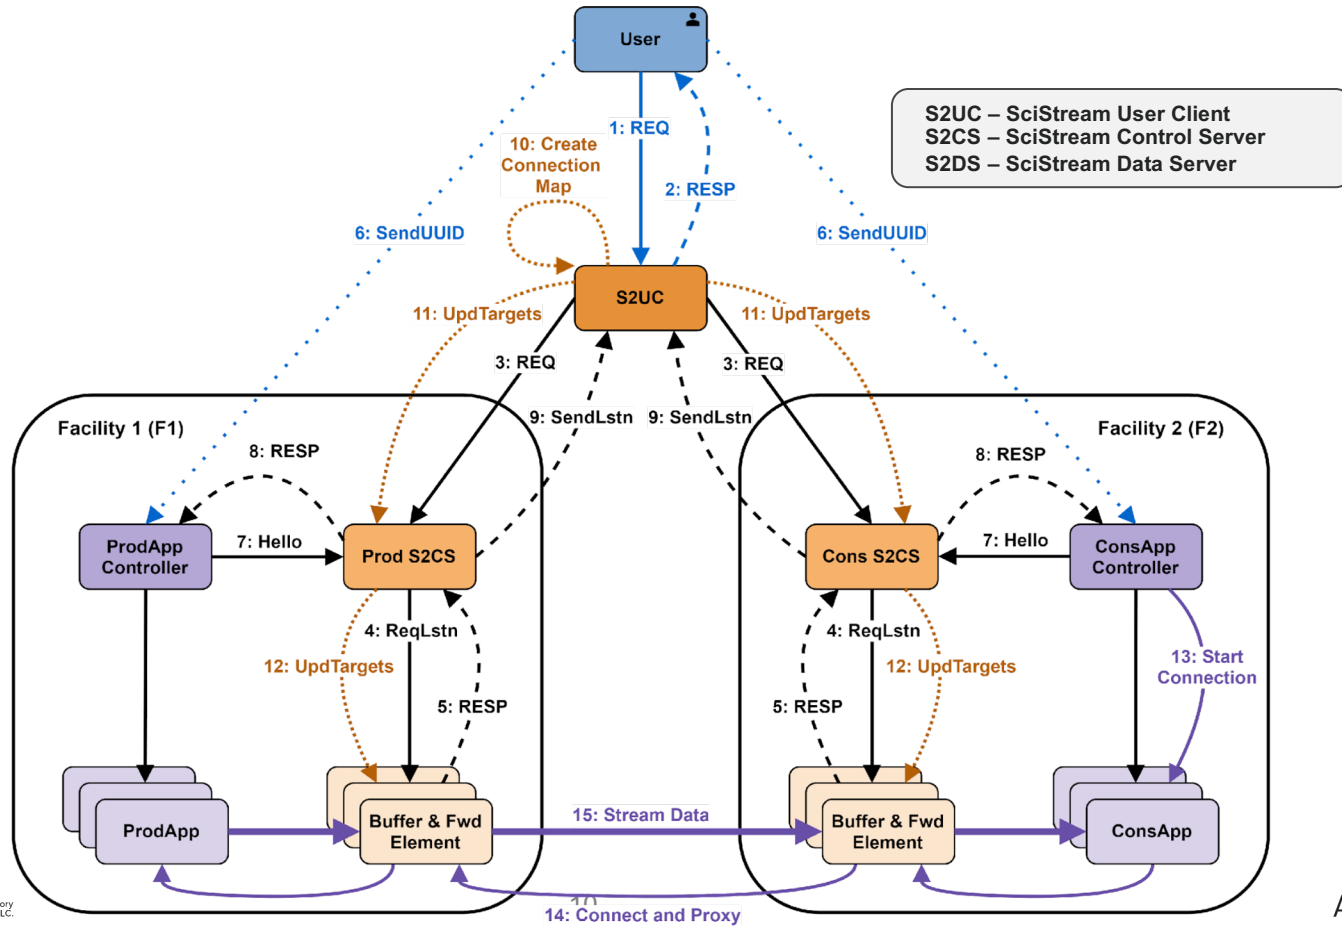 User
S2UC – SciStream User Client
S2CS – SciStream Control Server
S2DS – SciStream Data Server
1: REQ
10: Create
Connection
Map
2: RESP
6: SendUUID
6: SendUUID
S2UC
11: UpdTargets
11: UpdTargets
3: REQ
3: REQ
9: SendLstn
9: SendLstn
Facility 1 (F1)
Facility 2 (F2)
8: RESP
8: RESP
ProdApp
Controller
7: Hello
Prod S2CS
Cons S2CS
7: Hello
ConsApp
Controller
4: ReqLstn
4: ReqLstn
12: UpdTargets
12: UpdTargets
13: Start
Connection
5: RESP
5: RESP
ProdApp
Buffer & Fwd
Element
15: Stream Data
Buffer & Fwd
Element
ConsApp
14: Connect and Proxy
ory
LC.